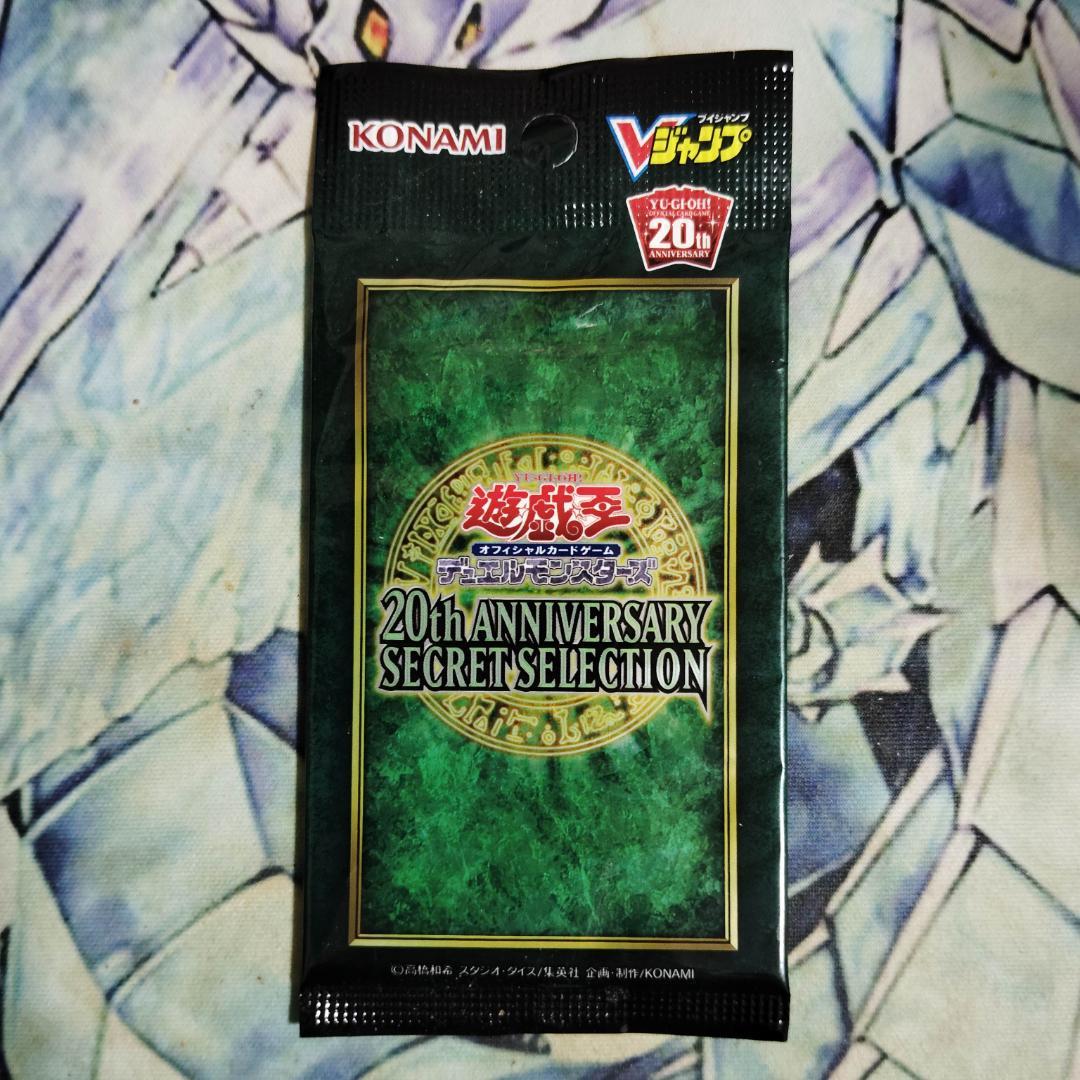 KONAMI
ブイジャンプ
Vジャンプ
YU-GI-OH!
OFFICIAL CARD GAME
20th
ANNIVERSARY
YU-GI-OH!
遊戯王
オフィシャルカードゲーム
デュエルモンスターズ
20th ANNIVERSARY
SECRET SELECTION
©高橋和希 スタジオ・ダイス/集英社 企画・制作/KONAMI